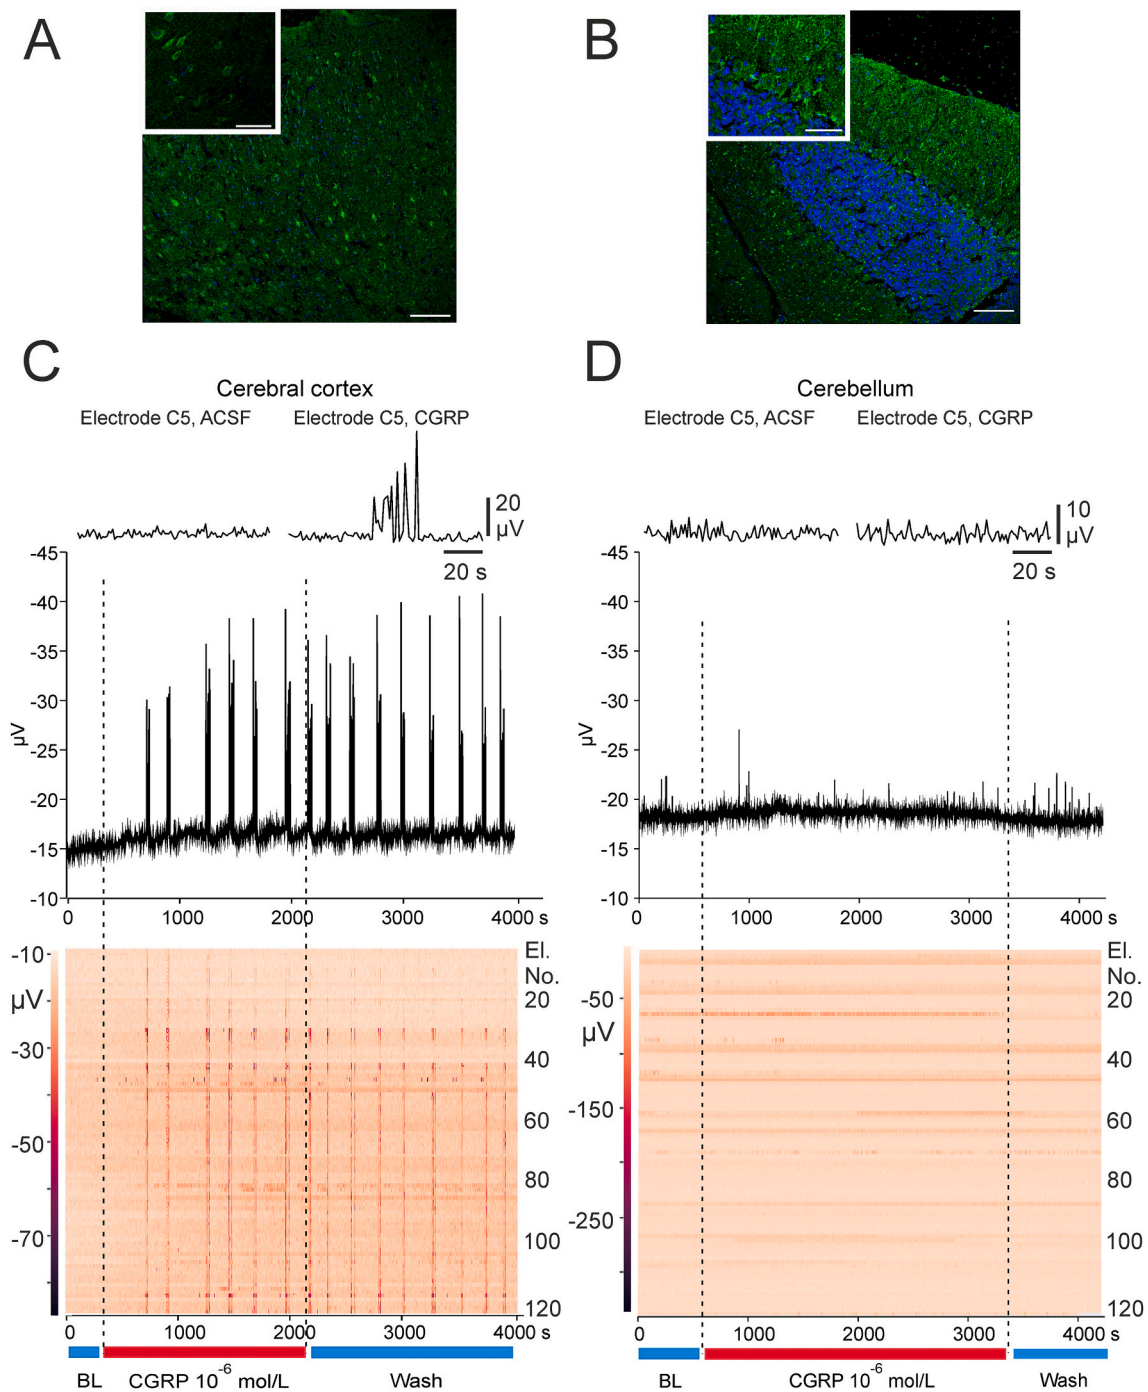 A
B
C
Cerebral cortex
Electrode C5, ACSF
Electrode C5, CGRP
20
µV
20 s
-45
-40
-35
-30
-25
-20
-15
-10
µV
0
1000
2000
3000
4000 s
-10
µV
-30
-50
-70
El.
No.
20
40
60
80
100
120
0
1000
2000
3000
4000 s
BL
CGRP 10⁻⁶ mol/L
Wash
D
Cerebellum
Electrode C5, ACSF
Electrode C5, CGRP
10
µV
20 s
-45
-40
-35
-30
-25
-20
-15
-10
µV
0
1000
2000
3000
4000 s
-50
µV
-150
-250
El.
No.
20
40
60
80
100
120
0
1000
2000
3000
4000 s
BL
CGRP 10⁻⁶ mol/L
Wash